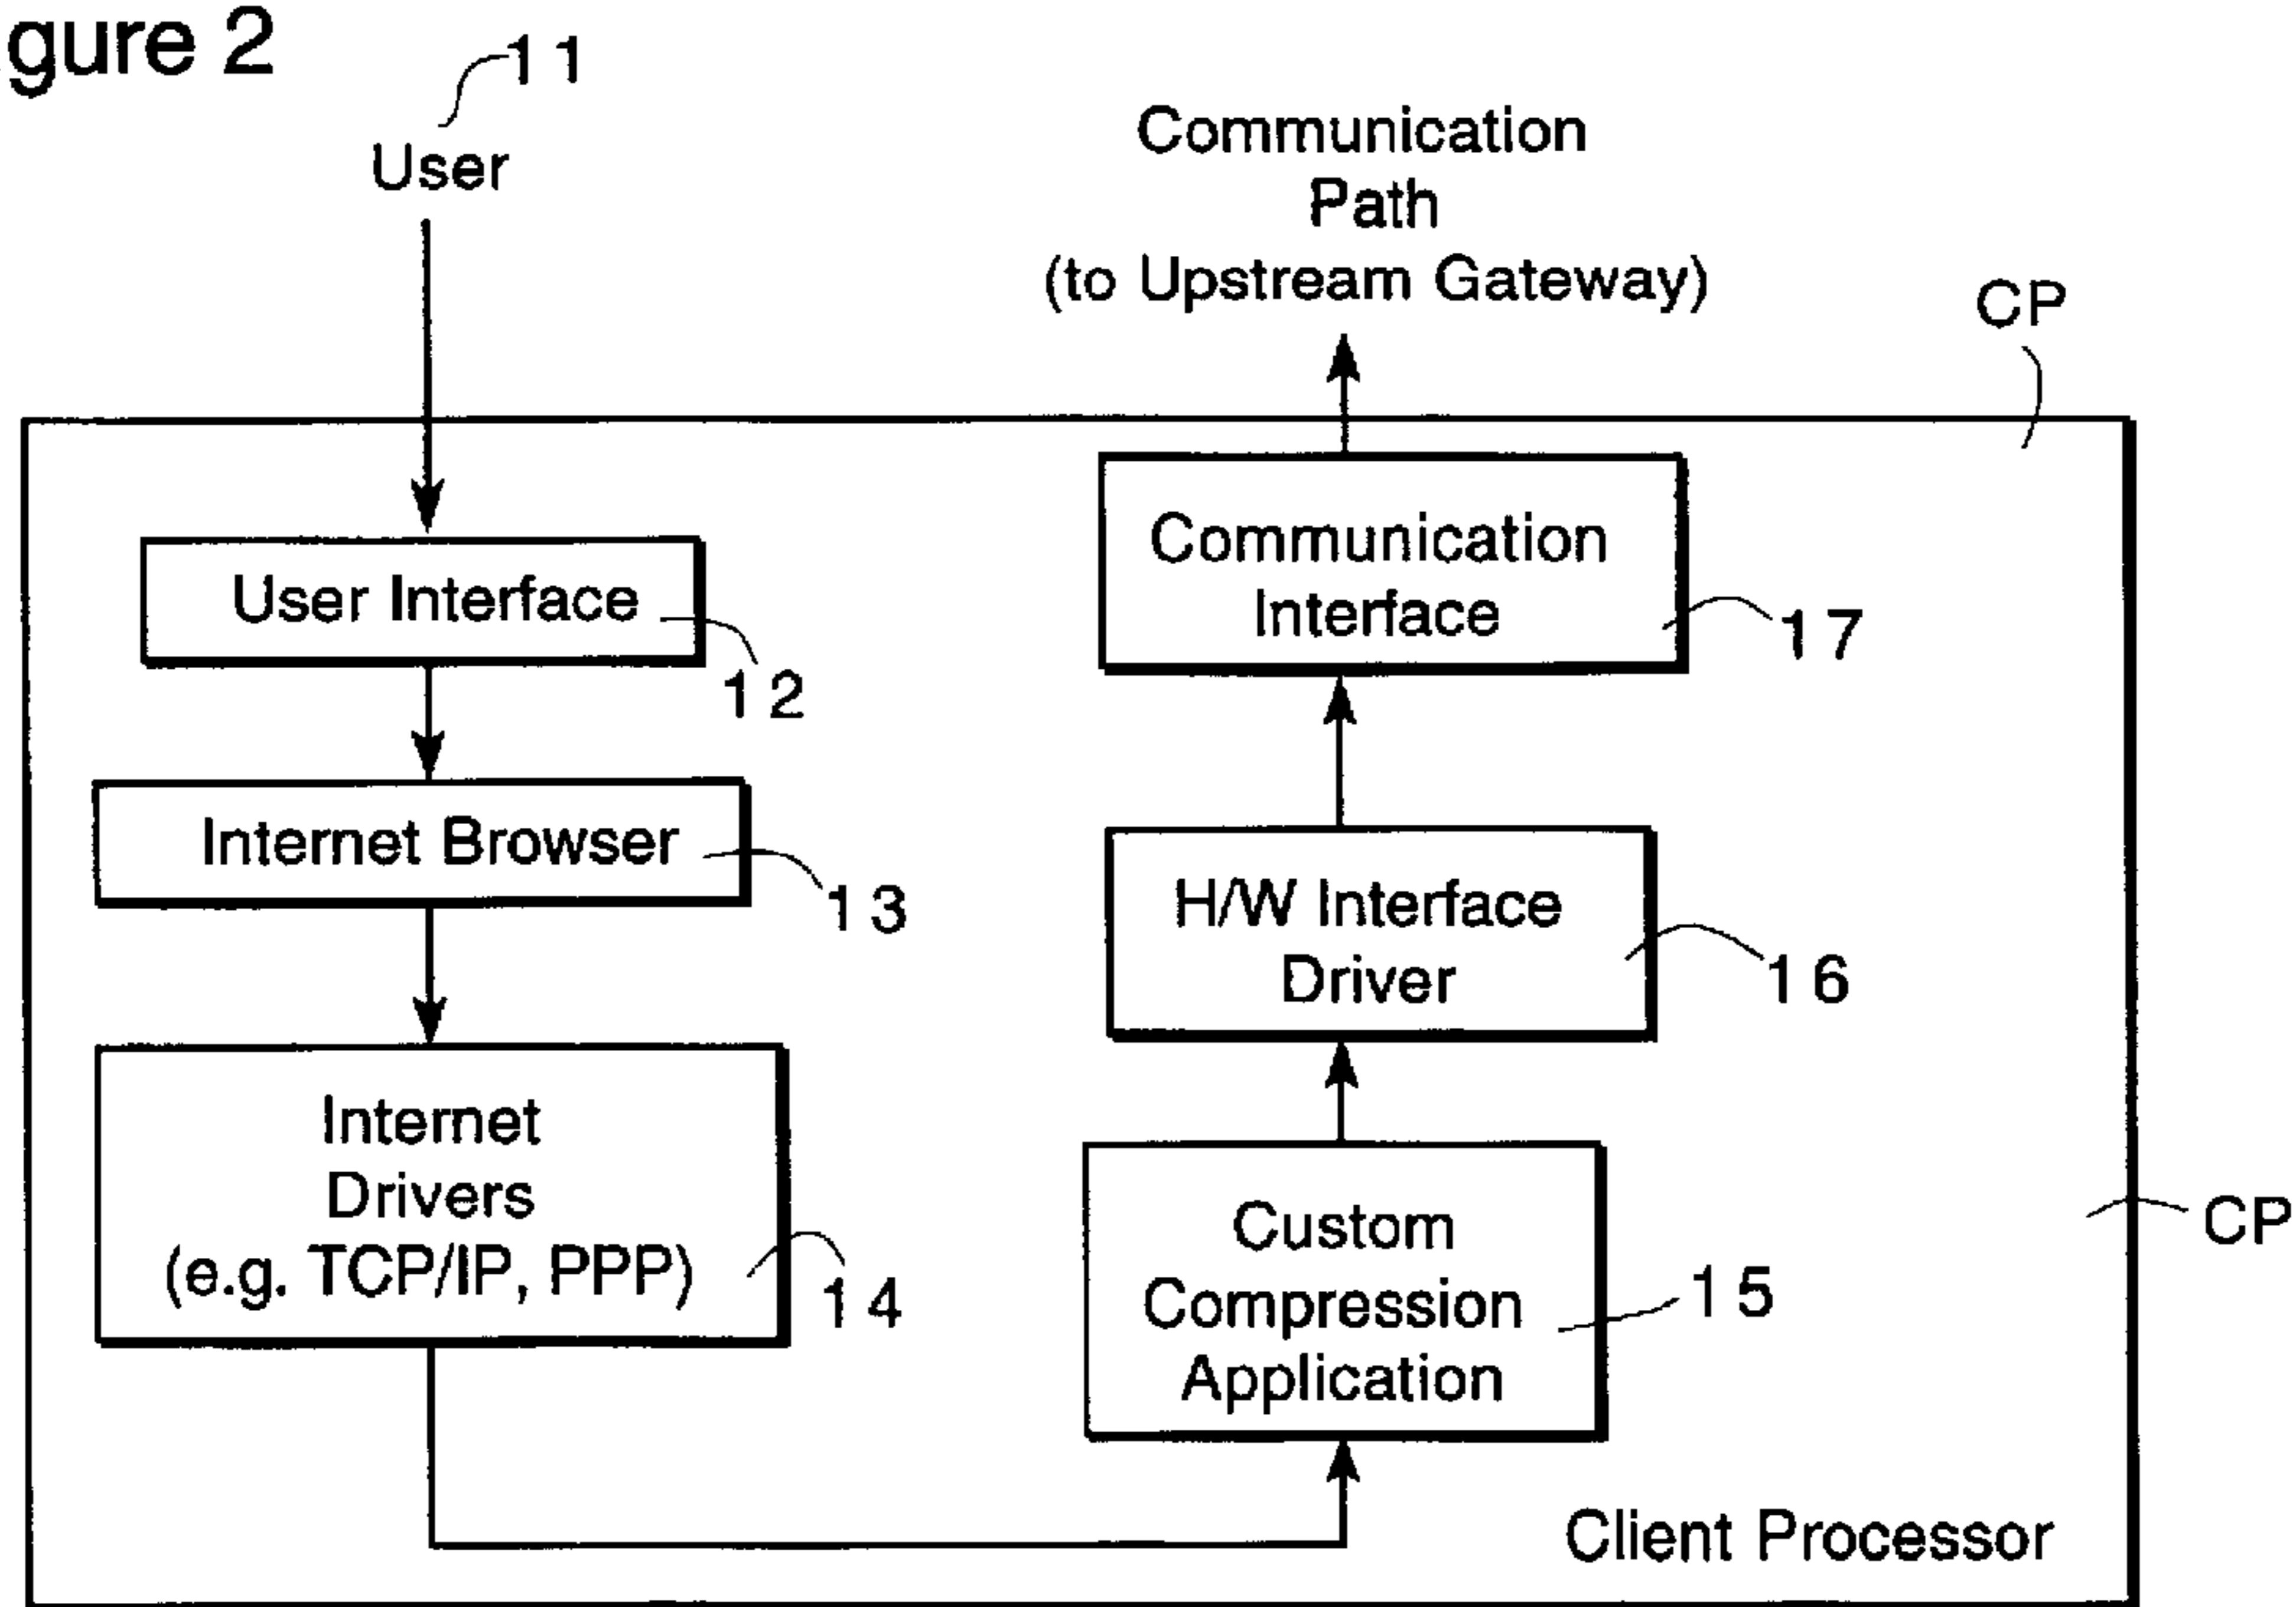 gure 2
11
User
Communication
Path
(to Upstream Gateway)
CP
User Interface
12
Internet Browser
13
Internet
Drivers
(e.g. TCP/IP, PPP)
14
Communication
Interface
17
H/W Interface
Driver
16
Custom
Compression
Application
15
CP
Client Processor